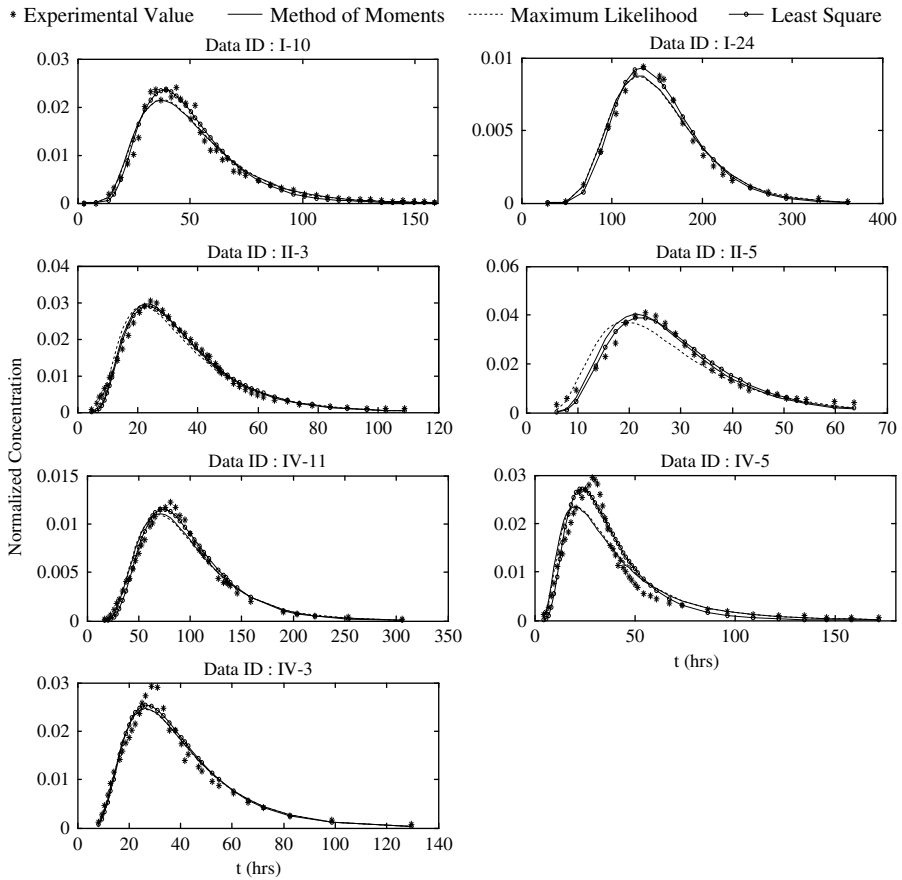 Experimental Value Method of Moments Maximum Likelihood Least Square
Data ID : I-10
0.03
0.02
0.01
0
50 100 150
Data ID : I-24
0.01
0.005
0
0 100 200 300 400
Data ID : II-3
0.04
0.03
0.02
0.01
0
0 20 40 60 80 100 120
Data ID : II-5
0.06
0.04
0.02
0
0 10 20 30 40 50 60 70
Normalized Concentration
Data ID : IV-11
0.015
0.01
0.005
0
0 50 100 150 200 250 300 350
Data ID : IV-5
0.03
0.02
0.01
0
0 50 100 150
t (hrs)
Data ID : IV-3
0.03
0.02
0.01
0
0 20 40 60 80 100 120 140
t (hrs)